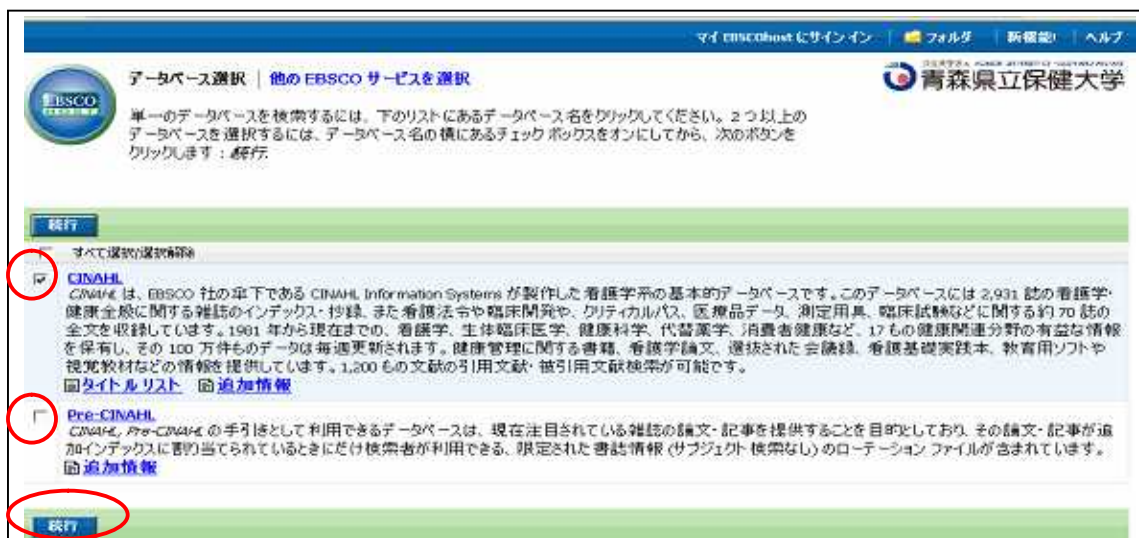 マイ EBSCOhost にサインイン | フォルダ | 新機能! | ヘルプ
データベース選択 | 他の EBSCO サービスを選択
青森県立保健大学
EBSCO
単一のデータベースを検索するには、下のリストにあるデータベース名をクリックしてください。2つ以上の
データベースを選択するには、データベース名の横にあるチェック ボックスをオンにしてから、次のボタンを
クリックします : 続行.
続行
すべて選択/選択解除
CINAHL
CINAHL は、EBSCO 社の傘下である CINAHL Information Systems が製作した看護学系の基本的データベースです。このデータベースには 2,931 誌の看護学・
健康全般に関する雑誌のインデックス・抄録、また看護法令や臨床開発や、クリティカルパス、医療品データ、測定用具、臨床試験などに関する約 70 誌の
全文を収録しています。1981 年から現在までの、看護学、生体臨床医学、健康科学、代替薬学、消費者健康など、17 もの健康関連分野の有益な情報
を保有し、その 100 万件ものデータは毎週更新されます。健康管理に関する書籍、看護学論文、選抜された会議録、看護基礎実践本、教育用ソフトや
視覚教材などの情報を提供しています。1,200 もの文献の引用文献・被引用文献検索が可能です。
タイトル リスト 追加情報
Pre-CINAHL
CINAHL, Pre-CINAHL の手引きとして利用できるデータベースは、現在注目されている雑誌の論文・記事を提供することを目的としており、その論文・記事が追
加インデックスに割り当てられているときにだけ検索者が利用できる、限定された書誌情報 (サブジェクト検索なし) のローテーション ファイルが含まれています。
追加情報
続行